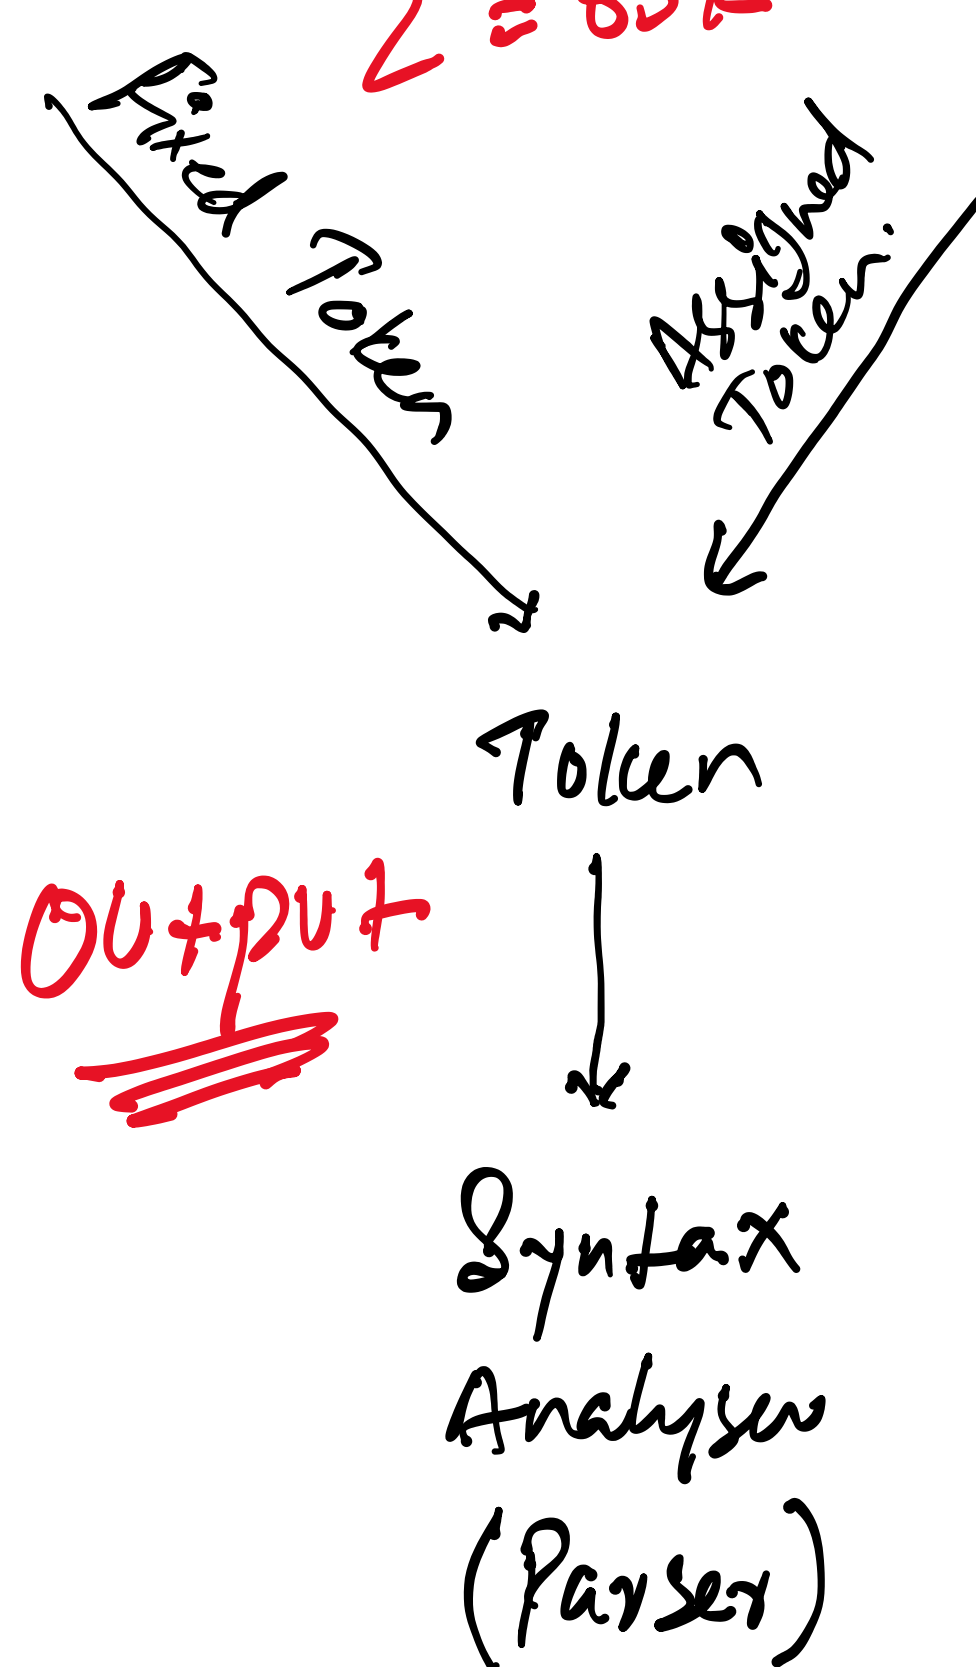 Fixed Token
Assigned
Token.
Token
Output
Syntax
Analyser
(Parser)